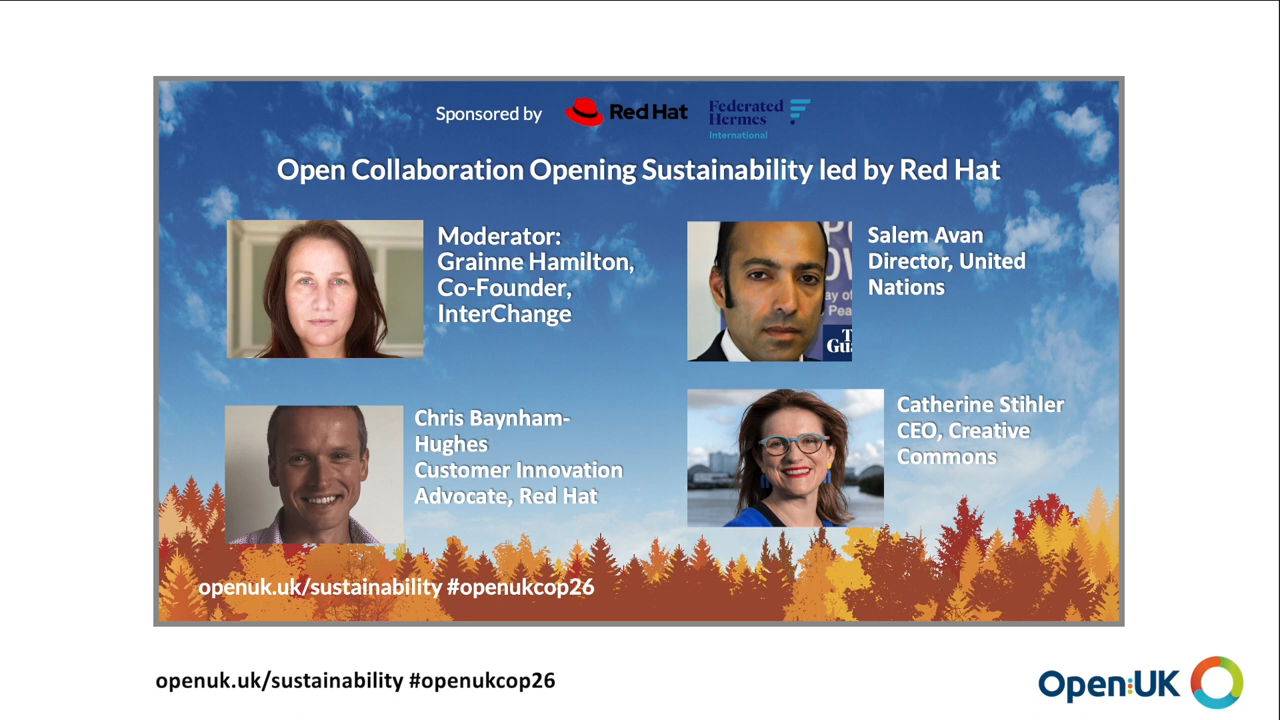 Sponsored by
Red Hat
Federated
Hermes
International
Open Collaboration Opening Sustainability led by Red Hat
Moderator:
Grainne Hamilton,
Co-Founder,
InterChange
Salem Avan
Director, United
Nations
Chris Baynham-
Hughes
Customer Innovation
Advocate, Red Hat
Catherine Stihler
CEO, Creative
Commons
openuk.uk/sustainability #openukcop26
openuk.uk/sustainability #openukcop26
Open:UK